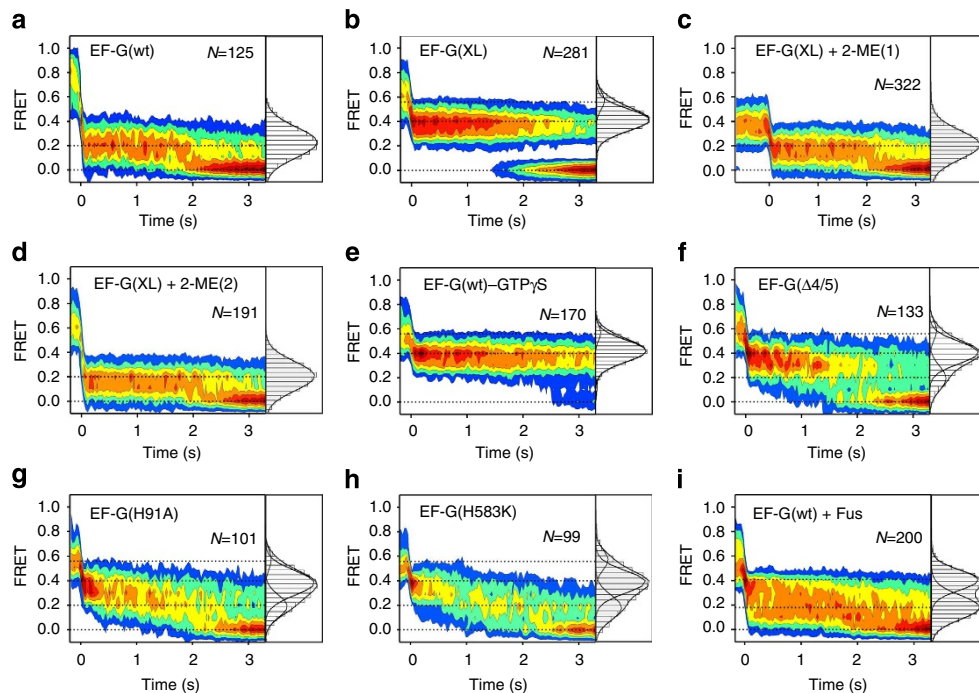 a b c
EF-G(wt) N=125
EF-G(XL) N=281
EF-G(XL) + 2-ME(1)
N=322
FRET 1.0 0.8 0.6 0.4 0.2 0.0
FRET 1.0 0.8 0.6 0.4 0.2 0.0
FRET 1.0 0.8 0.6 0.4 0.2 0.0
0 1 2 3
0 1 2 3
0 1 2 3
Time (s) Time (s) Time (s)
d e f
EF-G(XL) + 2-ME(2)
N=191
EF-G(wt)–GTPγS
N=170
EF-G(Δ4/5)
N=133
FRET 1.0 0.8 0.6 0.4 0.2 0.0
FRET 1.0 0.8 0.6 0.4 0.2 0.0
FRET 1.0 0.8 0.6 0.4 0.2 0.0
0 1 2 3
0 1 2 3
0 1 2 3
Time (s) Time (s) Time (s)
g h i
EF-G(H91A)
N=101
EF-G(H583K)
N=99
EF-G(wt) + Fus
N=200
FRET 1.0 0.8 0.6 0.4 0.2 0.0
FRET 1.0 0.8 0.6 0.4 0.2 0.0
FRET 1.0 0.8 0.6 0.4 0.2 0.0
0 1 2 3
0 1 2 3
0 1 2 3
Time (s) Time (s) Time (s)